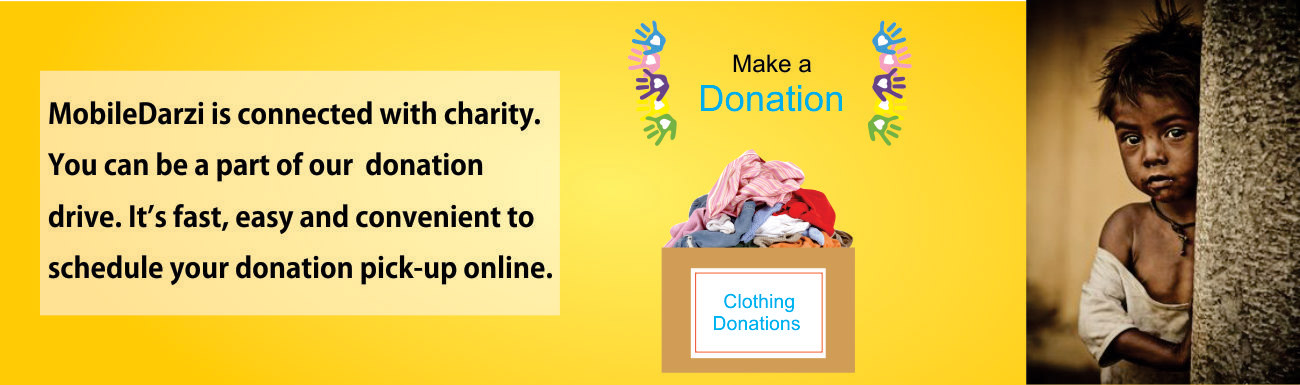 MobileDarzi is connected with charity.
You can be a part of our  donation
drive. It’s fast, easy and convenient to
schedule your donation pick-up online.
Make a
Donation
Clothing
Donations